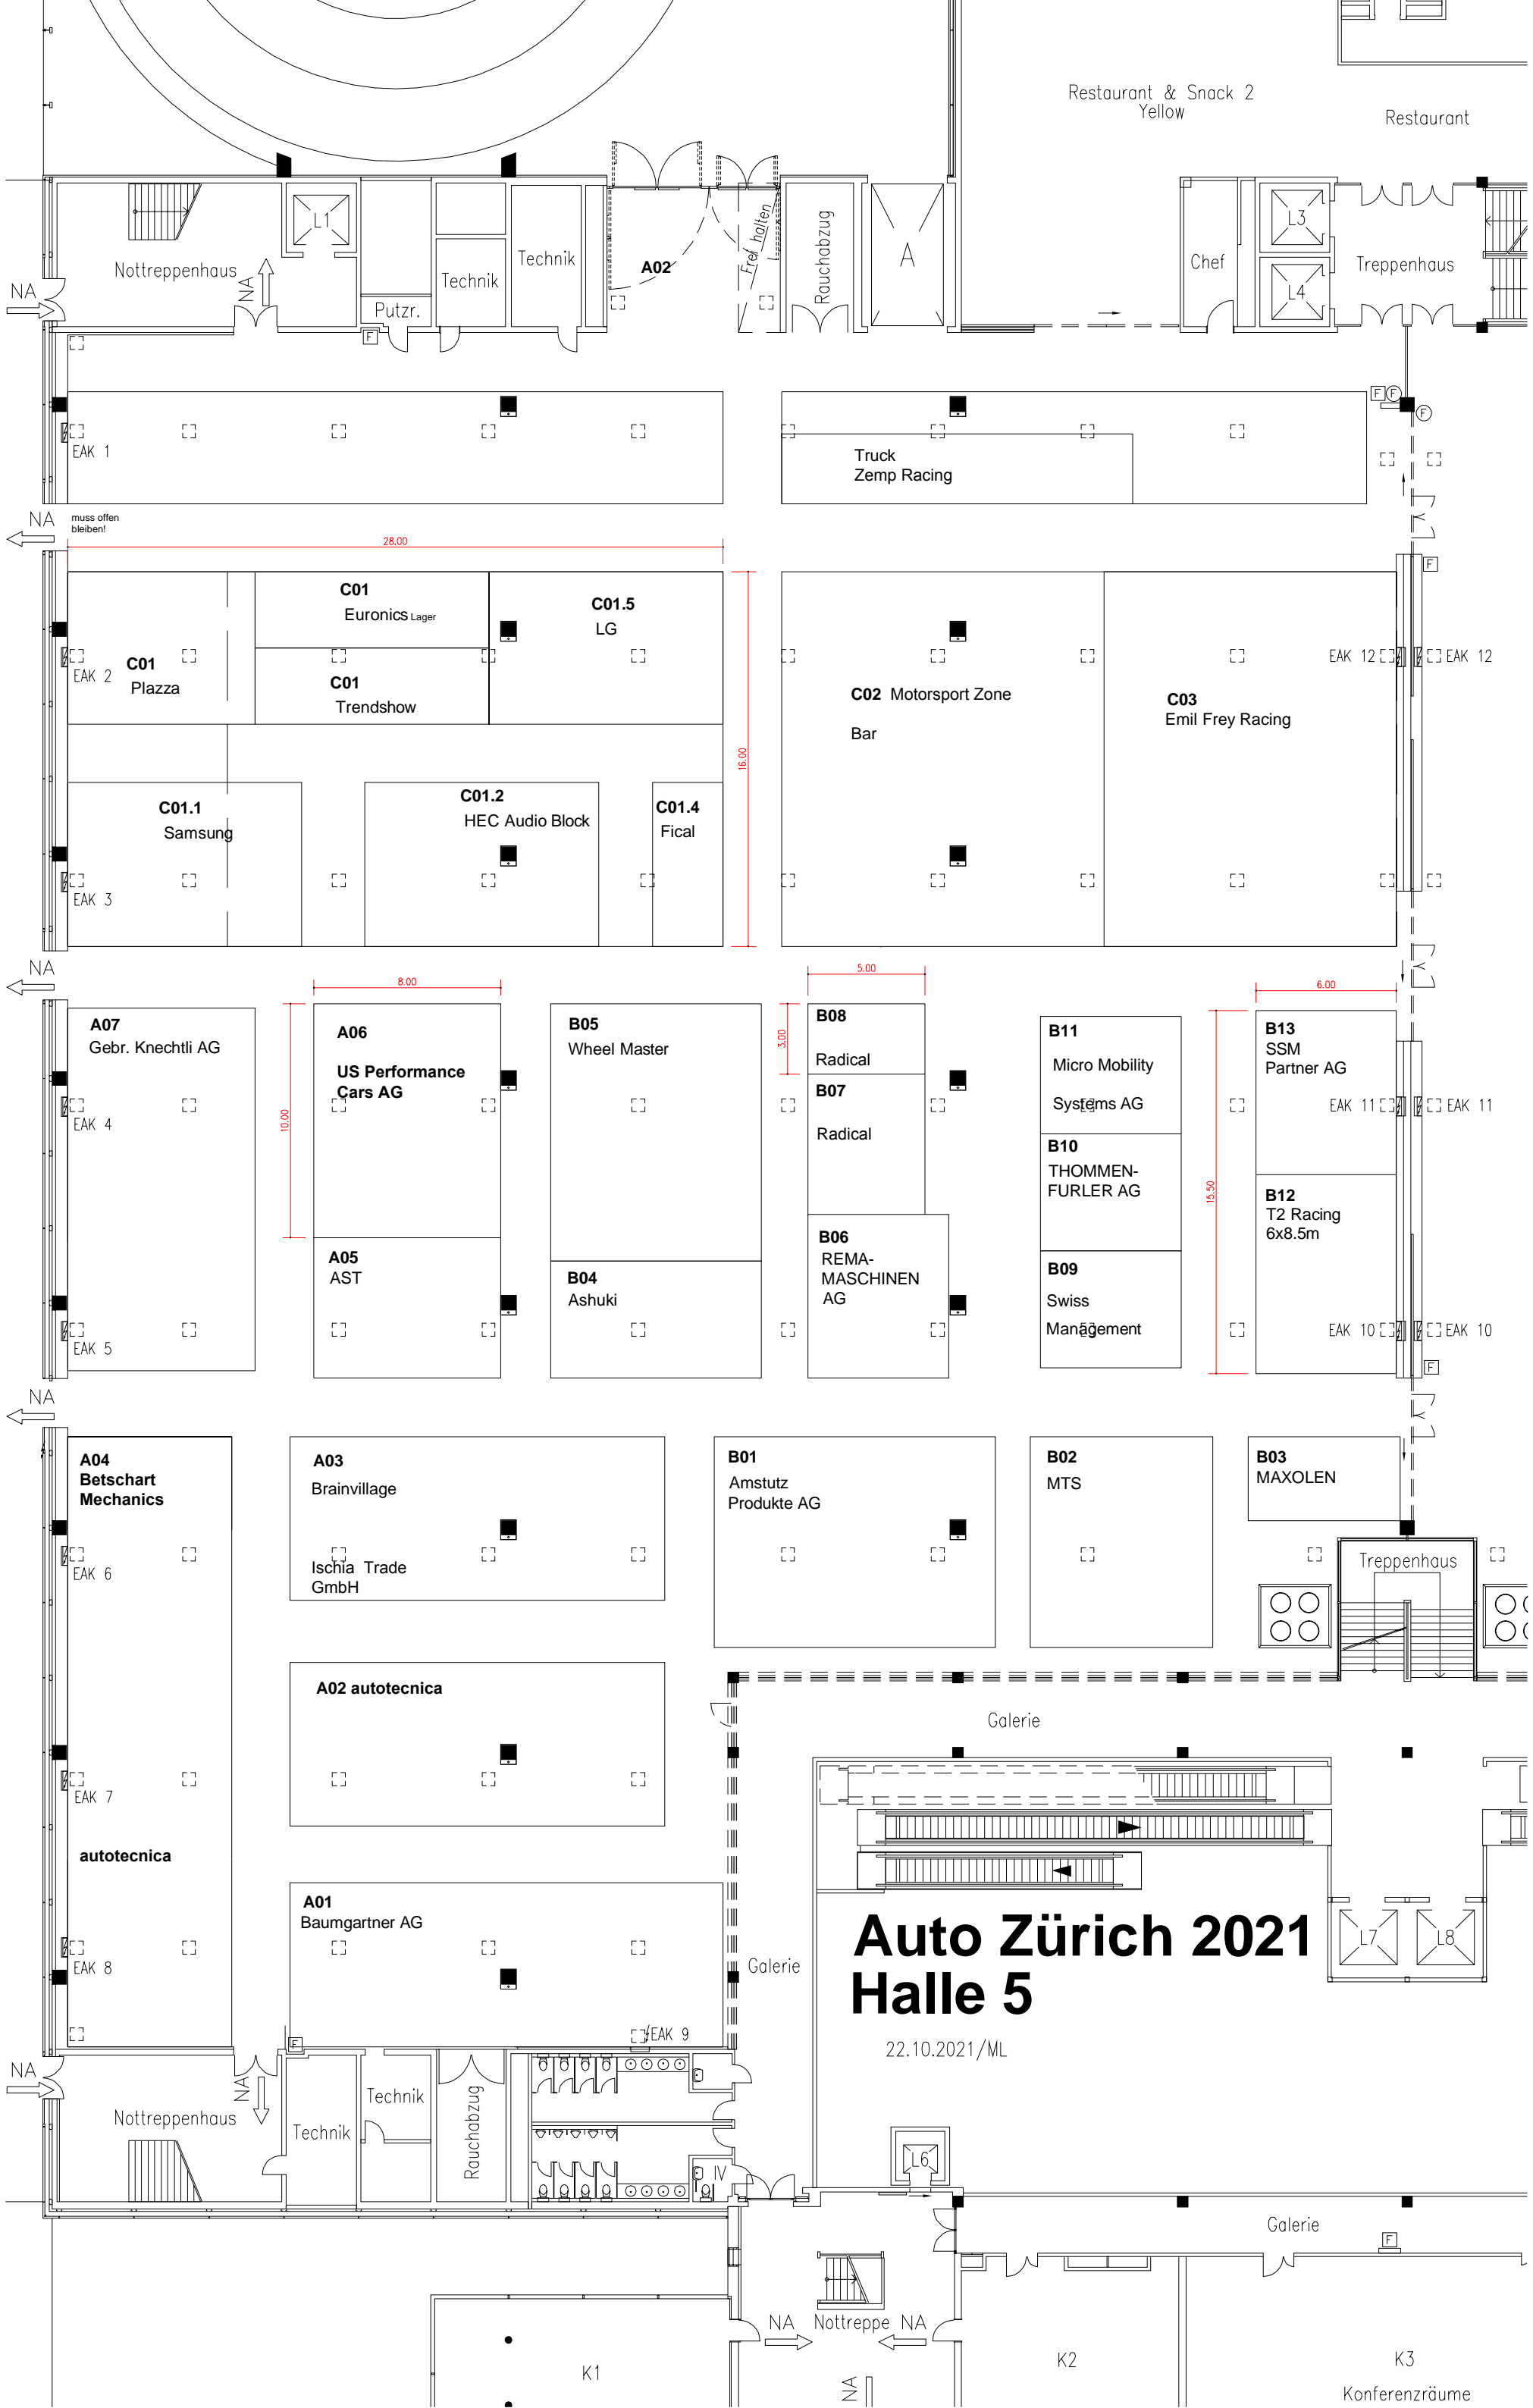 Restaurant & Snack 2
Yellow
Restaurant
L1
Nottreppenhaus
NA
NA
Putzr.
Technik
Technik
A02
Frei halten
Rauchabzug
A
Chef
L3
L4
Treppenhaus
F
F
F
F
EAK 1
Truck
Zemp Racing
NA
muss offen
bleiben!
28.00
F
C01
Euronics Lager
C01.5
LG
C01
Plazza
EAK 2
C01
Trendshow
16.00
C02 Motorsport Zone
Bar
C03
Emil Frey Racing
EAK 12
EAK 12
C01.1
Samsung
C01.2
HEC Audio Block
C01.4
Fical
EAK 3
NA
8.00
5.00
6.00
A07
Gebr. Knechtli AG
EAK 4
EAK 5
10.00
A06
US Performance
Cars AG
A05
AST
B05
Wheel Master
B04
Ashuki
3.00
B08
Radical
B07
Radical
B06
REMA-
MASCHINEN
AG
B11
Micro Mobility
Systems AG
B10
THOMMEN-
FURLER AG
B09
Swiss
Management
15.50
B13
SSM
Partner AG
EAK 11
EAK 11
B12
T2 Racing
6x8.5m
EAK 10
EAK 10
F
NA
A04
Betschart
Mechanics
EAK 6
EAK 7
autotecnica
EAK 8
A03
Brainvillage
Ischia Trade
GmbH
B01
Amstutz
Produkte AG
B02
MTS
B03
MAXOLEN
Treppenhaus
A02 autotecnica
Galerie
A01
Baumgartner AG
F
EAK 9
Galerie
Auto Zürich 2021
Halle 5
22.10.2021/ML
L7
L8
NA
NA
Nottreppenhaus
Technik
Technik
Rauchabzug
IV
L6
Galerie
F
NA
Nottreppe
NA
NA
K1
K2
K3
Konferenzräume